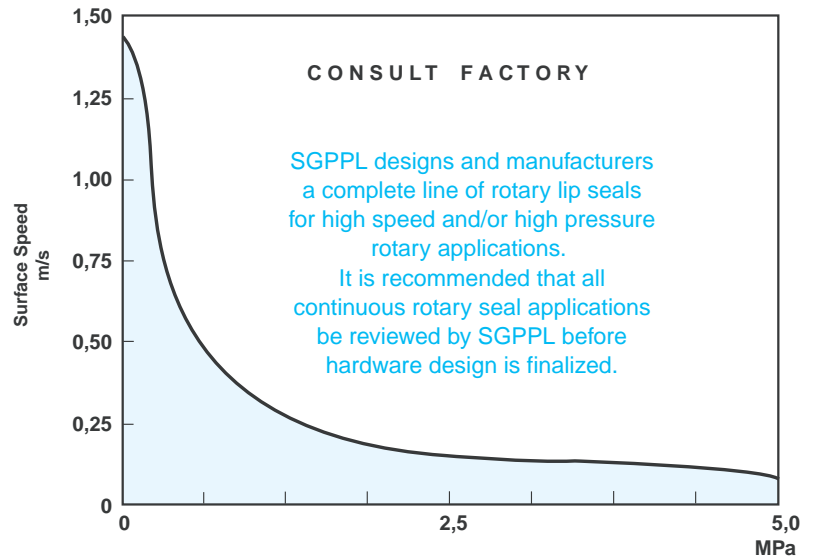 1,50
CONSULT FACTORY
1,25
SGPPL designs and manufacturers
a complete line of rotary lip seals
1,00
for high speed and/or high pressure
rotary applications.
0,75
It is recommended that all
continuous rotary seal applications
be reviewed by SGPPL before
0,50
hardware design is finalized.
0,25
0
Surface Speed
m/s
0 2,5 5,0
MPa